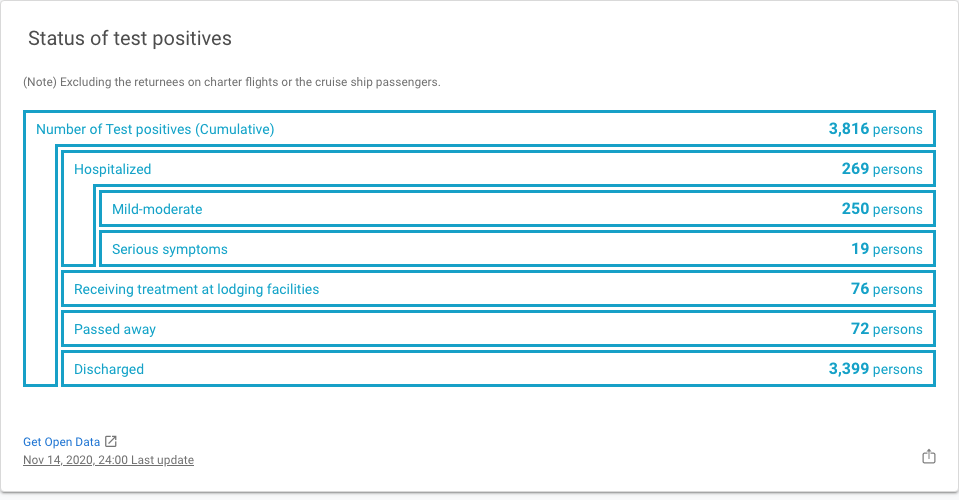 Status of test positives
(Note) Excluding the returnees on charter flights or the cruise ship passengers.
Number of Test positives (Cumulative) 3,816 persons
Hospitalized 269 persons
Mild-moderate 250 persons
Serious symptoms 19 persons
Receiving treatment at lodging facilities 76 persons
Passed away 72 persons
Discharged 3,399 persons
Get Open Data
Nov 14, 2020, 24:00 Last update